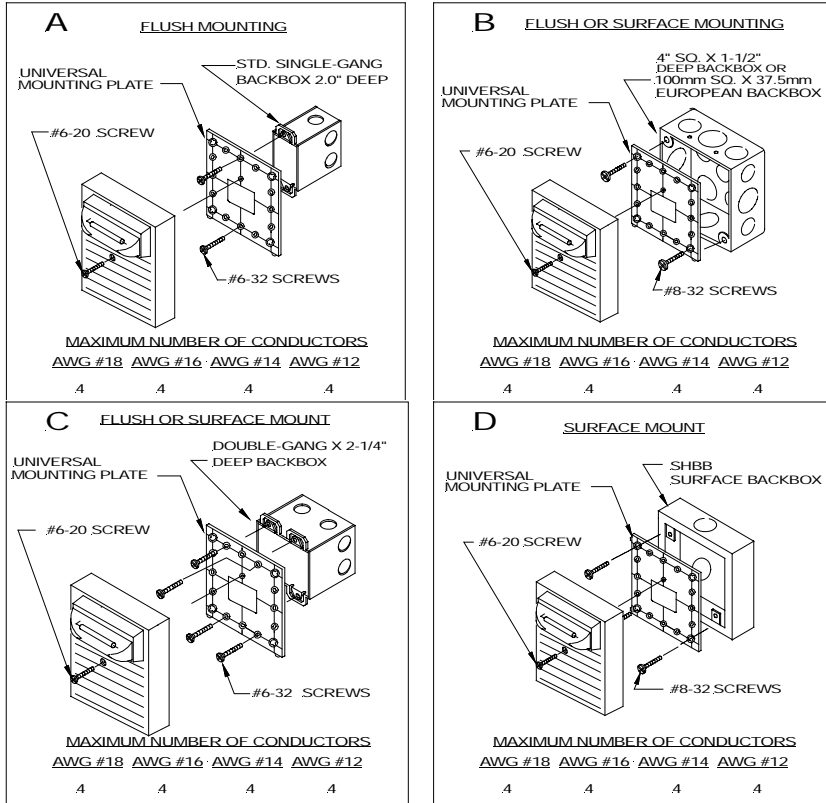 A
FLUSH MOUNTING
STD. SINGLE-GANG
BACKBOX 2.0" DEEP
UNIVERSAL
MOUNTING PLATE
#6-20 SCREW
#6-32 SCREWS
MAXIMUM NUMBER OF CONDUCTORS
AWG #18 AWG #16 AWG #14 AWG #12
4 4 4 4
B
FLUSH OR SURFACE MOUNTING
4" SQ. X 1-1/2"
DEEP BACKBOX OR
100mm SQ. X 37.5mm
EUROPEAN BACKBOX
UNIVERSAL
MOUNTING PLATE
#6-20 SCREW
#8-32 SCREWS
MAXIMUM NUMBER OF CONDUCTORS
AWG #18 AWG #16 AWG #14 AWG #12
4 4 4 4
C
FLUSH OR SURFACE MOUNT
DOUBLE-GANG X 2-1/4"
DEEP BACKBOX
UNIVERSAL
MOUNTING PLATE
#6-20 SCREW
#6-32 SCREWS
MAXIMUM NUMBER OF CONDUCTORS
AWG #18 AWG #16 AWG #14 AWG #12
4 4 4 4
D
SURFACE MOUNT
SHBB
SURFACE BACKBOX
UNIVERSAL
MOUNTING PLATE
#6-20 SCREW
#8-32 SCREWS
MAXIMUM NUMBER OF CONDUCTORS
AWG #18 AWG #16 AWG #14 AWG #12
4 4 4 4